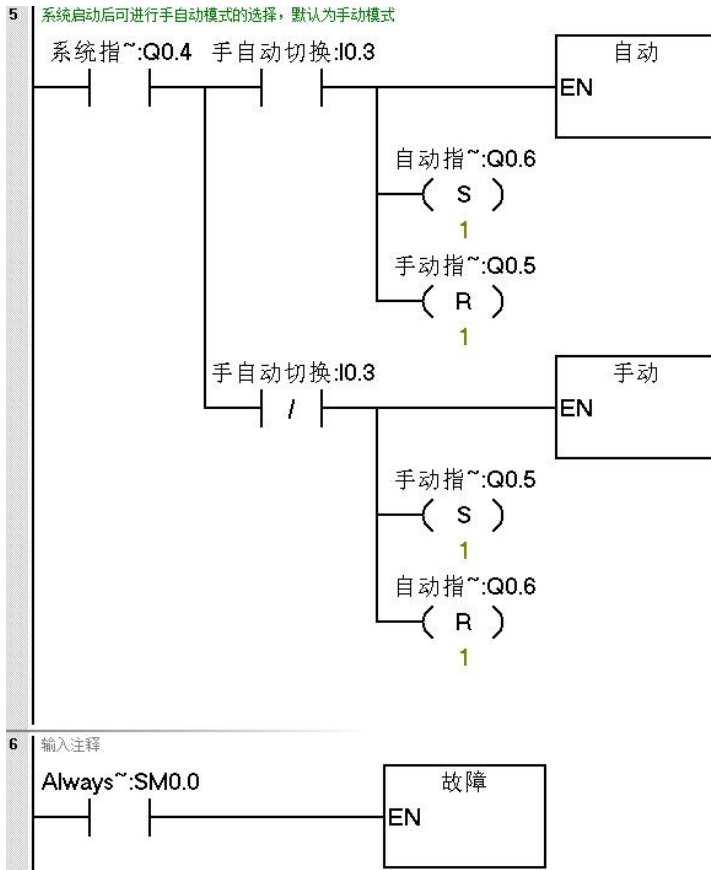 5 系统启动后可进行手自动模式的选择，默认为手动模式
系统指~:Q0.4 手自动切换:I0.3 自动
EN
自动指~:Q0.6
S
1
手动指~:Q0.5
R
1
手自动切换:I0.3 手动
/ EN
手动指~:Q0.5
S
1
自动指~:Q0.6
R
1
6 输入注释
Always~:SM0.0 故障
EN